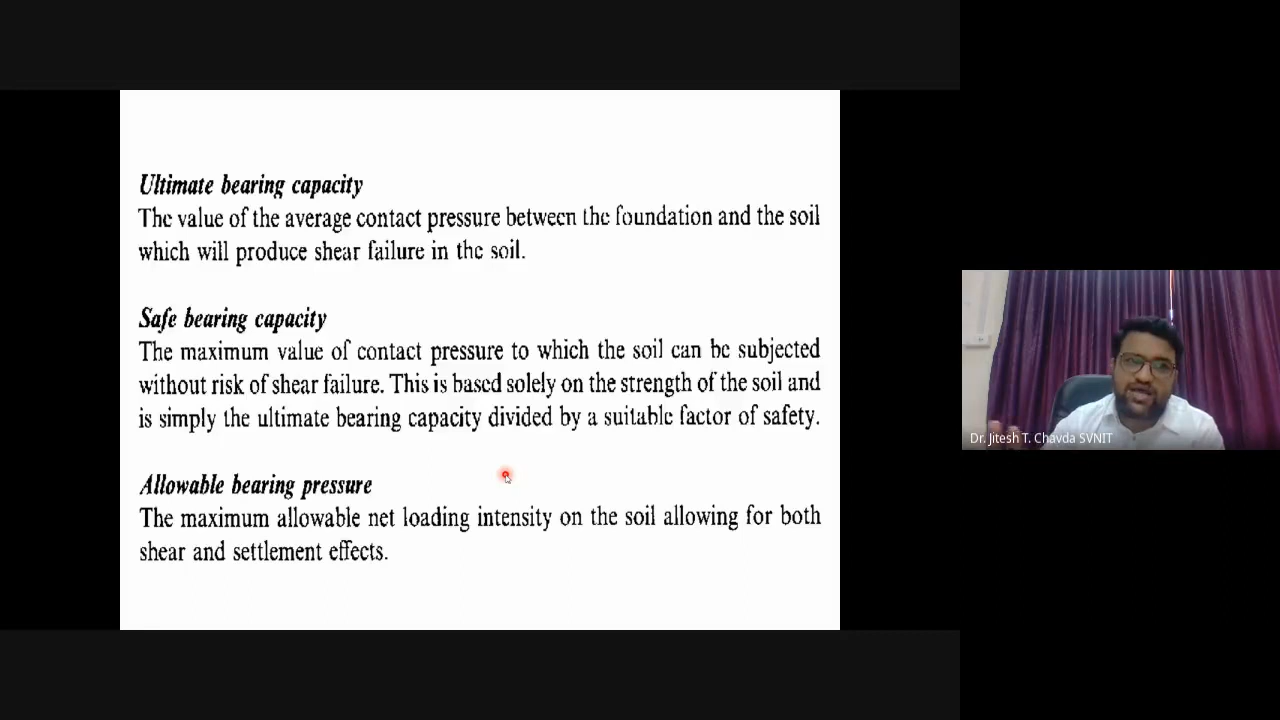 Ultimate bearing capacity
The value of the average contact pressure between the foundation and the soil
which will produce shear failure in the soil.
Safe bearing capacity
The maximum value of contact pressure to which the soil can be subjected
without risk of shear failure. This is based solely on the strength of the soil and
is simply the ultimate bearing capacity divided by a suitable factor of safety.
Allowable bearing pressure
The maximum allowable net loading intensity on the soil allowing for both
shear and settlement effects.
Dr. Jitesh T. Chavda SVNIT